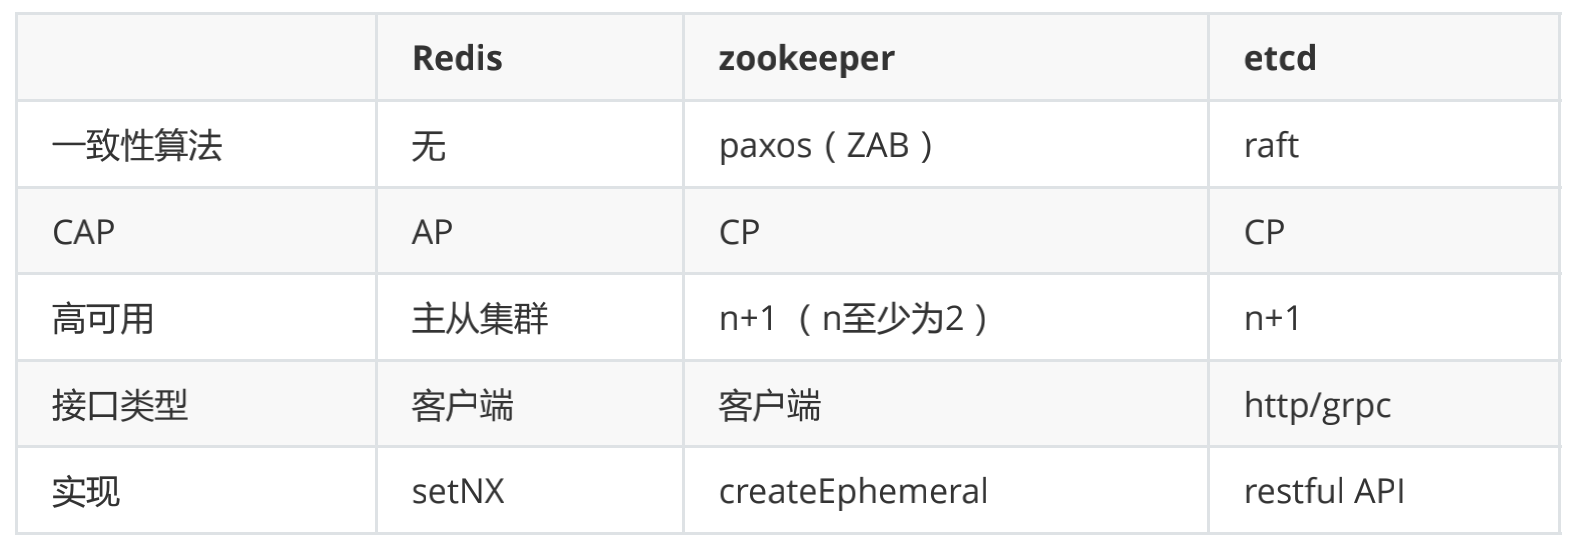 Redis zookeeper etcd
一致性算法 无 paxos（ZAB） raft
CAP AP CP CP
高可用 主从集群 n+1 （n至少为2） n+1
接口类型 客户端 客户端 http/grpc
实现 setNX createEphemeral restful API